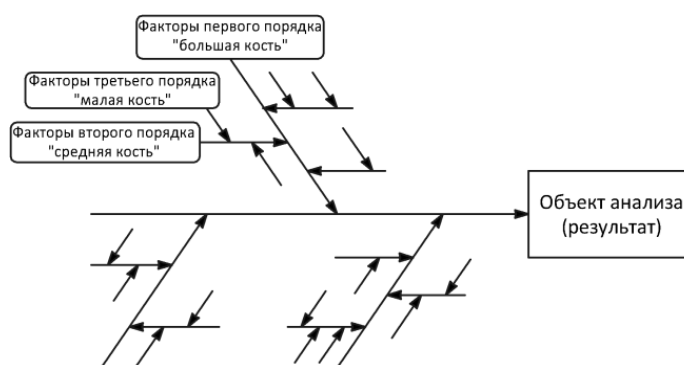 Факторы первого порядка
"большая кость"
Факторы третьего порядка
"малая кость"
Факторы второго порядка
"средняя кость"
Объект анализа
(результат)